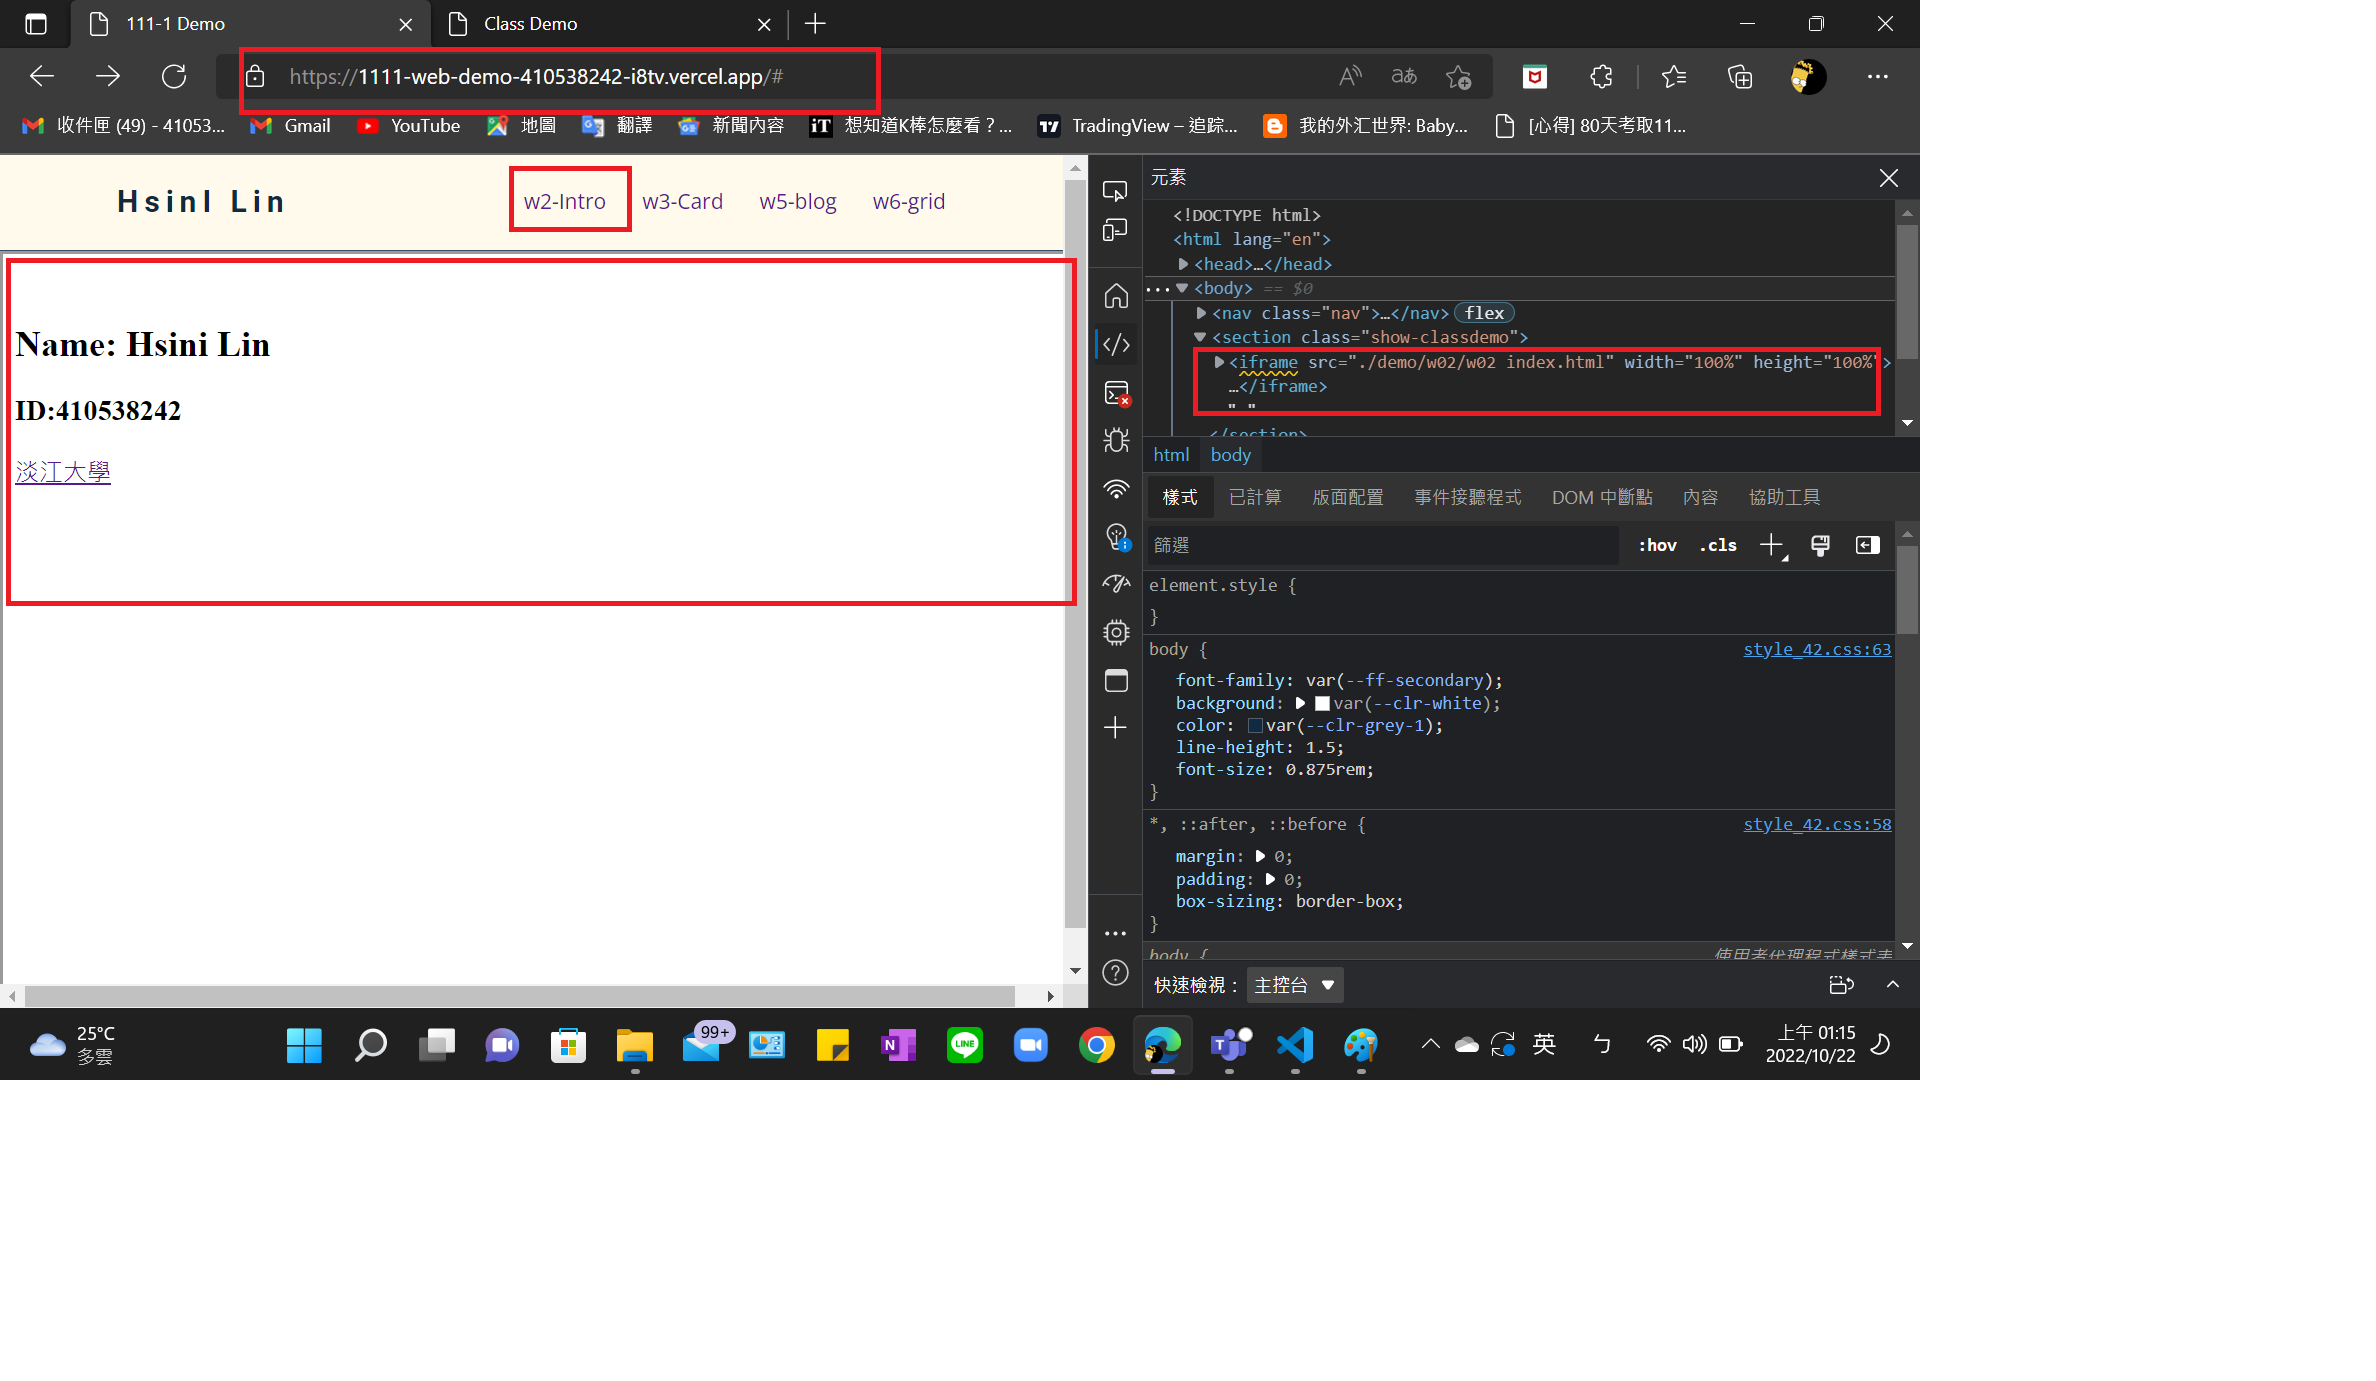 111-1 Demo
Class Demo
https://1111-web-demo-410538242-i8tv.vercel.app/#
aあ
收件匣 (49) - 41053...
Gmail
YouTube
地圖
翻譯
新聞內容
iT
想知道K棒怎麼看？...
TradingView – 追踪...
我的外汇世界: Baby...
[心得] 80天考取11...
HsinI Lin
w2-Intro
w3-Card
w5-blog
w6-grid
Name: Hsini Lin
ID:410538242
淡江大學
元素
<!DOCTYPE html>
<html lang="en">
<head>…</head>
<body> == $0
<nav class="nav">…</nav> flex
<section class="show-classdemo">
<iframe src="./demo/w02/w02 index.html" width="100%" height="100%">
…</iframe>
" "
</section>
html
body
樣式
已計算
版面配置
事件接聽程式
DOM 中斷點
內容
協助工具
篩選
:hov
.cls
element.style {
}
body {
style_42.css:63
font-family: var(--ff-secondary);
background: var(--clr-white);
color: var(--clr-grey-1);
line-height: 1.5;
font-size: 0.875rem;
}
*, ::after, ::before {
style_42.css:58
margin: 0;
padding: 0;
box-sizing: border-box;
}
body {
使用者代理程式樣式表
快速檢視：
主控台
25°C
多雲
99+
N
LINE
T
英
ㄅ
上午 01:15
2022/10/22